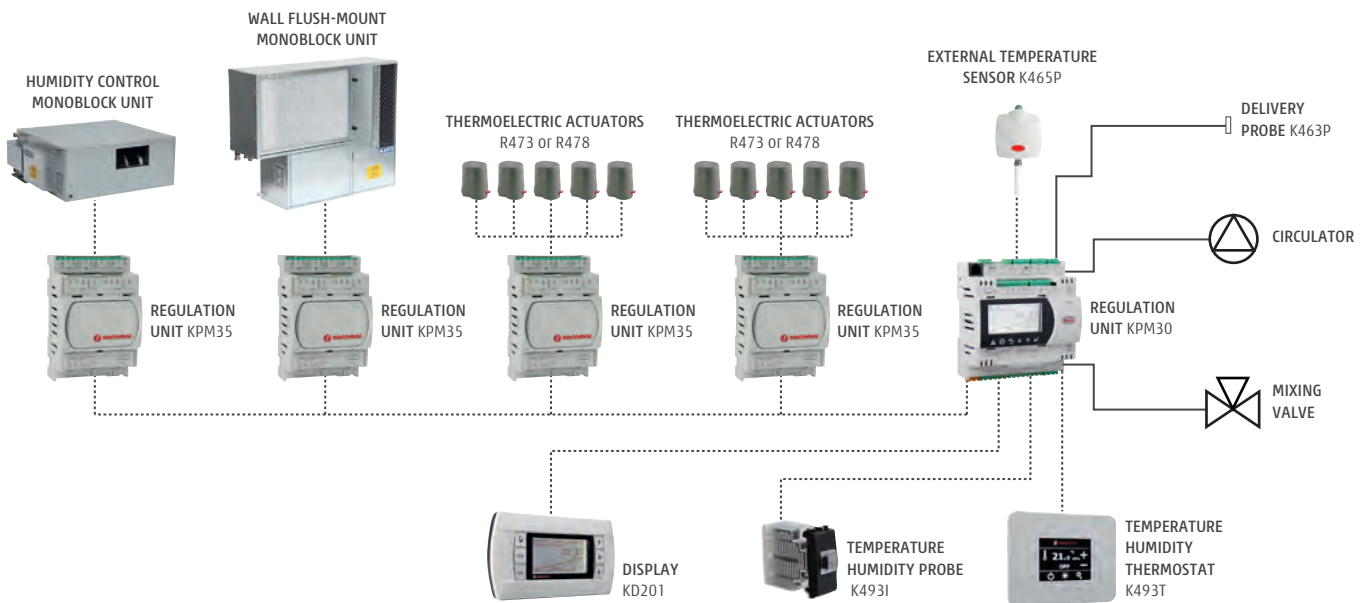 WALL FLUSH-MOUNT
MONOBLOCK UNIT
HUMIDITY CONTROL
MONOBLOCK UNIT
EXTERNAL TEMPERATURE
SENSOR K465P
THERMOELECTRIC ACTUATORS
R473 or R478
THERMOELECTRIC ACTUATORS
R473 or R478
DELIVERY
PROBE K463P
CIRCULATOR
REGULATION
UNIT KPM35
REGULATION
UNIT KPM35
REGULATION
UNIT KPM35
REGULATION
UNIT KPM35
REGULATION
UNIT KPM30
MIXING
VALVE
DISPLAY
KD201
TEMPERATURE
HUMIDITY PROBE
K493I
TEMPERATURE
HUMIDITY
THERMOSTAT
K493T
OFF